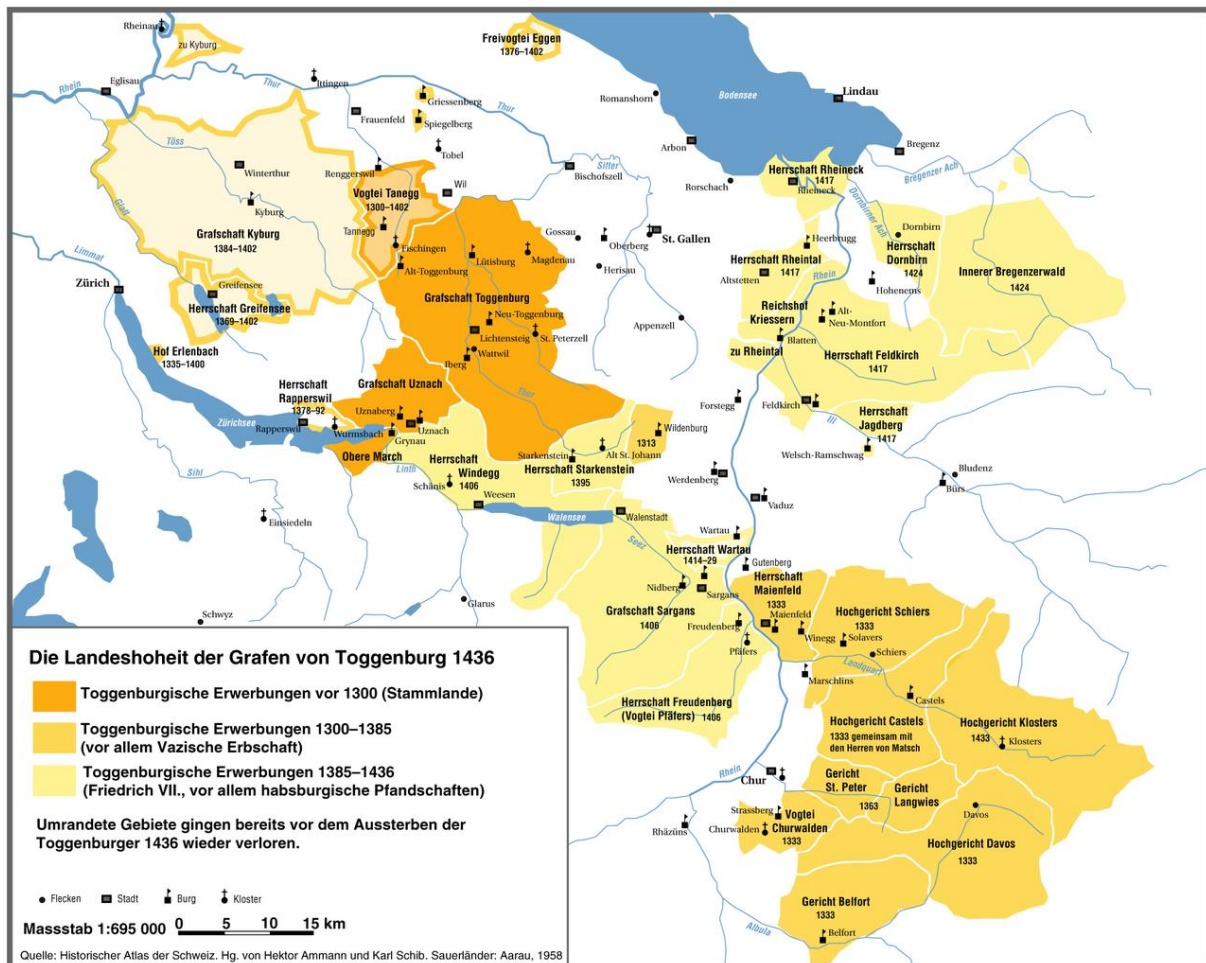 Rheinau
zu Kyburg
Freivogtei Eggen
1376–1402
Rhein
Eglisau
Thur
Ittingen
Griessenberg
Frauenfeld
Spiegelberg
Thur
Romanshorn
Bodensee
Lindau
Töss
Tobel
Arbon
Bregenz
Winterthur
Renggerswil
Sitter
Bischofszell
Herrschaft Rheineck
1417
Bregenzer Ach
Glatt
Kyburg
Vogtei Tanegg
1300–1402
Wil
Rorschach
Rheineck
Dornbirner Ach
Grafschaft Kyburg
1384–1402
Tannegg
Fischingen
Gossau
Oberberg
St. Gallen
Heerbrugg
Dornbirn
Limmat
Alt-Toggenburg
Lütisburg
Magdenau
Herisau
Herrschaft Rheintal
1417
Herrschaft
Dornbirn
1424
Innerer Bregenzerwald
1424
Zürich
Greifensee
Herrschaft Greifensee
1369–1402
Grafschaft Toggenburg
Altstetten
Rhein
Hohenems
Neu-Toggenburg
Appenzell
Reichshof
Kriessern
Alt-
Neu-Montfort
Hof Erlenbach
1335–1400
Lichtensteig
St. Peterzell
Wattwil
Iberg
Blatten
zu Rheintal
Herrschaft Feldkirch
1417
Herrschaft
Rapperswil
1378–92
Grafschaft Uznach
Thur
Forstegg
Feldkirch
Ill
Herrschaft
Jagdberg
1417
Zürichsee
Rapperswil
Wurmsbach
Uznaberg
Uznach
Grynau
1313
Wildenburg
Welsch-Ramschwag
Obere March
Linth
Herrschaft
Windegg
1406
Starkenstein
Alt St. Johann
Herrschaft Starkenstein
1395
Sihl
Schänis
Werdenberg
Bludenz
Bürs
Weesen
Vaduz
Einsiedeln
Walensee
Walenstadt
Seez
Wartau
Herrschaft Wartau
1414–29
Gutenberg
Nidberg
Sargans
Herrschaft
Maienfeld
1333
Schwyz
Glarus
Grafschaft Sargans
1406
Freudenberg
Maienfeld
Hochgericht Schiers
1333
Winegg
Solavers
Schiers
Pfäfers
Marschlins
Landquart
Castels
Herrschaft Freudenberg
(Vogtei Pfäfers) 1406
Hochgericht Castels
1333 gemeinsam mit
den Herren von Matsch
Hochgericht Klosters
1433
Klosters
Rhein
Chur
Gericht
St. Peter
1363
Gericht
Langwies
Davos
Rhäzüns
Strassberg
Churwalden
Vogtei
Churwalden
1333
Hochgericht Davos
1333
Gericht Belfort
1333
Albula
Belfort
Die Landeshoheit der Grafen von Toggenburg 1436
Toggenburgische Erwerbungen vor 1300 (Stammlande)
Toggenburgische Erwerbungen 1300–1385
(vor allem Vazische Erbschaft)
Toggenburgische Erwerbungen 1385–1436
(Friedrich VII., vor allem habsburgische Pfandschaften)
Umrandete Gebiete gingen bereits vor dem Aussterben der
Toggenburger 1436 wieder verloren.
Flecken Stadt Burg Kloster
Massstab 1:695 000 0 5 10 15 km
Quelle: Historischer Atlas der Schweiz. Hg. von Hektor Ammann und Karl Schib. Sauerländer: Aarau, 1958